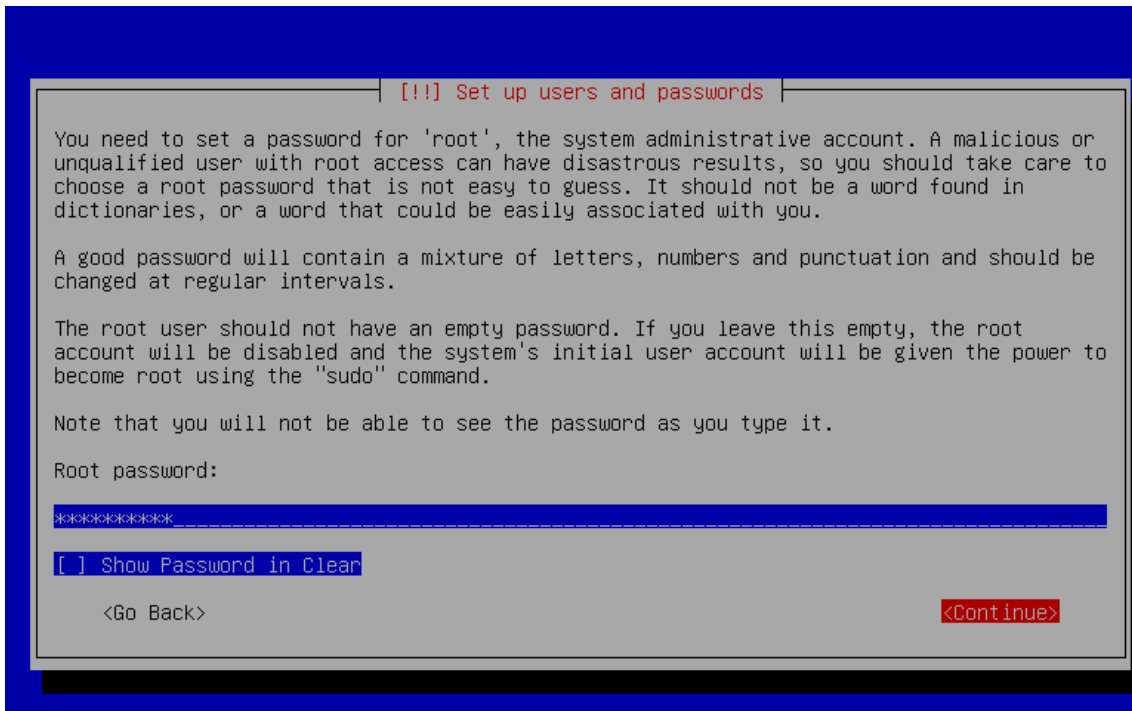 [!!] Set up users and passwords
You need to set a password for 'root', the system administrative account. A malicious or
unqualified user with root access can have disastrous results, so you should take care to
choose a root password that is not easy to guess. It should not be a word found in
dictionaries, or a word that could be easily associated with you.
A good password will contain a mixture of letters, numbers and punctuation and should be
changed at regular intervals.
The root user should not have an empty password. If you leave this empty, the root
account will be disabled and the system's initial user account will be given the power to
become root using the "sudo" command.
Note that you will not be able to see the password as you type it.
Root password:
**********_______________________________________________________________________________
[ ] Show Password in Clear
<Go Back> <Continue>